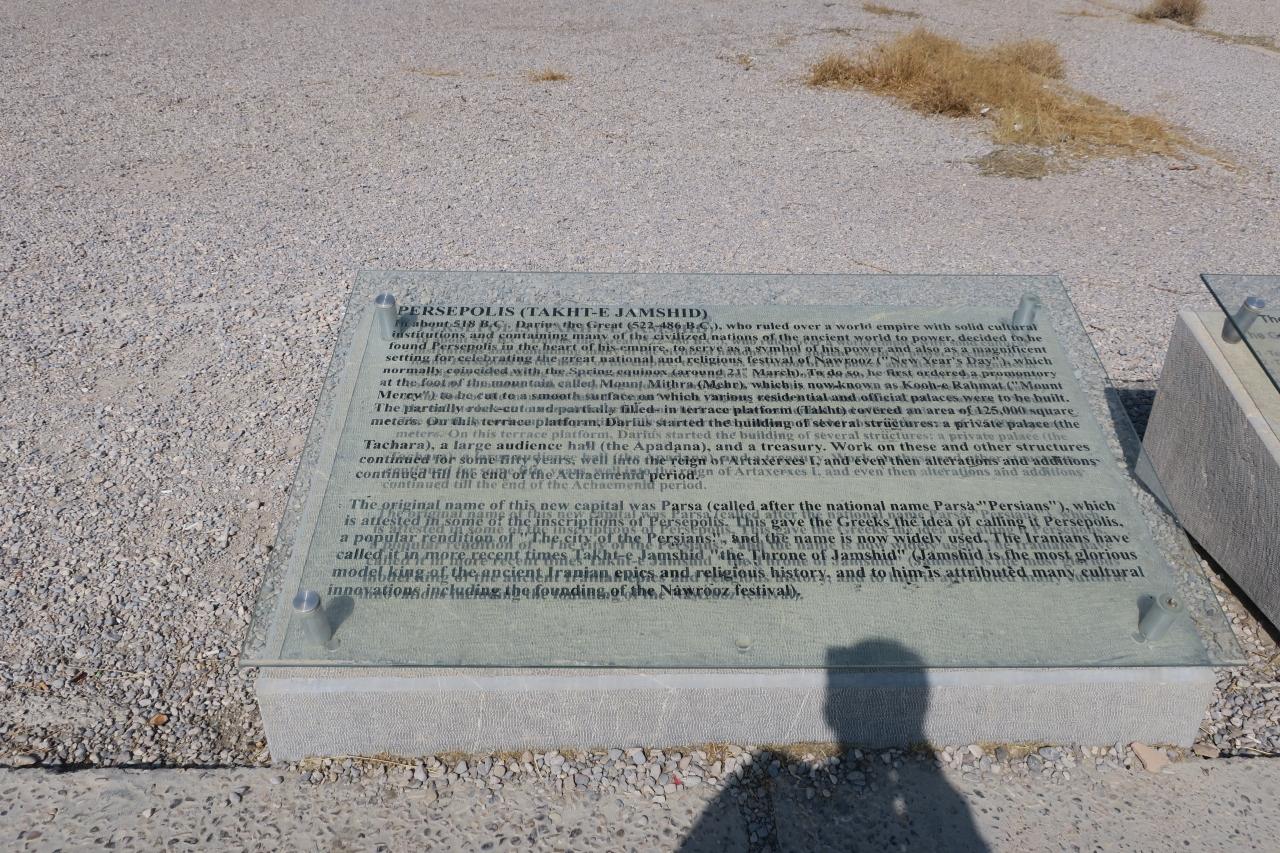 PERSEPOLIS (TAKHT-E JAMSHID)
In about 518 B.C., Darius the Great (522-486 B.C.), who ruled over a world empire with solid cultural
institutions and containing many of the civilized nations of the ancient world to power, decided to he
found Persepolis, in the heart of his empire, to serve as a symbol of his power and also as a magnificent
setting for celebrating the great national and religious festival of Nawrooz ("New Year's Day"), which
normally coincided with the Spring equinox (around 21st March). To do so, he first ordered a promontory
at the foot of the mountain called Mount Mithra (Mehr), which is now known as Kooh-e Rahmat ("Mount
Mercy") to be cut to a smooth surface on which various residential and official palaces were to be built.
The partially rock-cut and partially filled- in terrace platform (Takht) covered an area of 125,000 square
meters. On this terrace platform, Darius started the building of several structures: a private palace (the
Tachara), a large audience hall (the Apadana), and a treasury. Work on these and other structures
continued for some fifty years, well into the reign of Artaxerxes I, and even then alterations and additions
continued till the end of the Achaemenid period.
The original name of this new capital was Parsa (called after the national name Parsa "Persians"), which
is attested in some of the inscriptions of Persepolis. This gave the Greeks the idea of calling it Persepolis,
a popular rendition of "The city of the Persians", and the name is now widely used. The Iranians have
called it in more recent times Takht-e Jamshid "the Throne of Jamshid" (Jamshid is the most glorious
model king of the ancient Iranian epics and religious history, and to him is attributed many cultural
innovations including the founding of the Nawrooz festival).